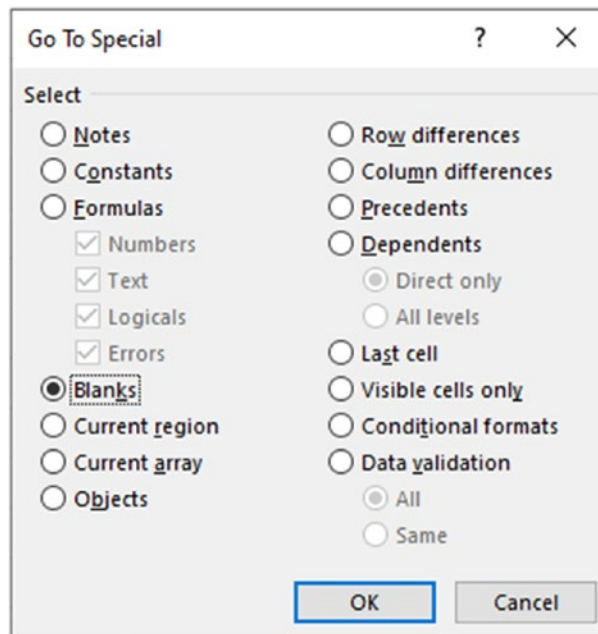 Go To Special ?
Select
Notes
Constants
Formulas
Numbers
Text
Logicals
Errors
Blanks
Current region
Current array
Objects
Row differences
Column differences
Precedents
Dependents
Direct only
All levels
Last cell
Visible cells only
Conditional formats
Data validation
All
Same
OK Cancel